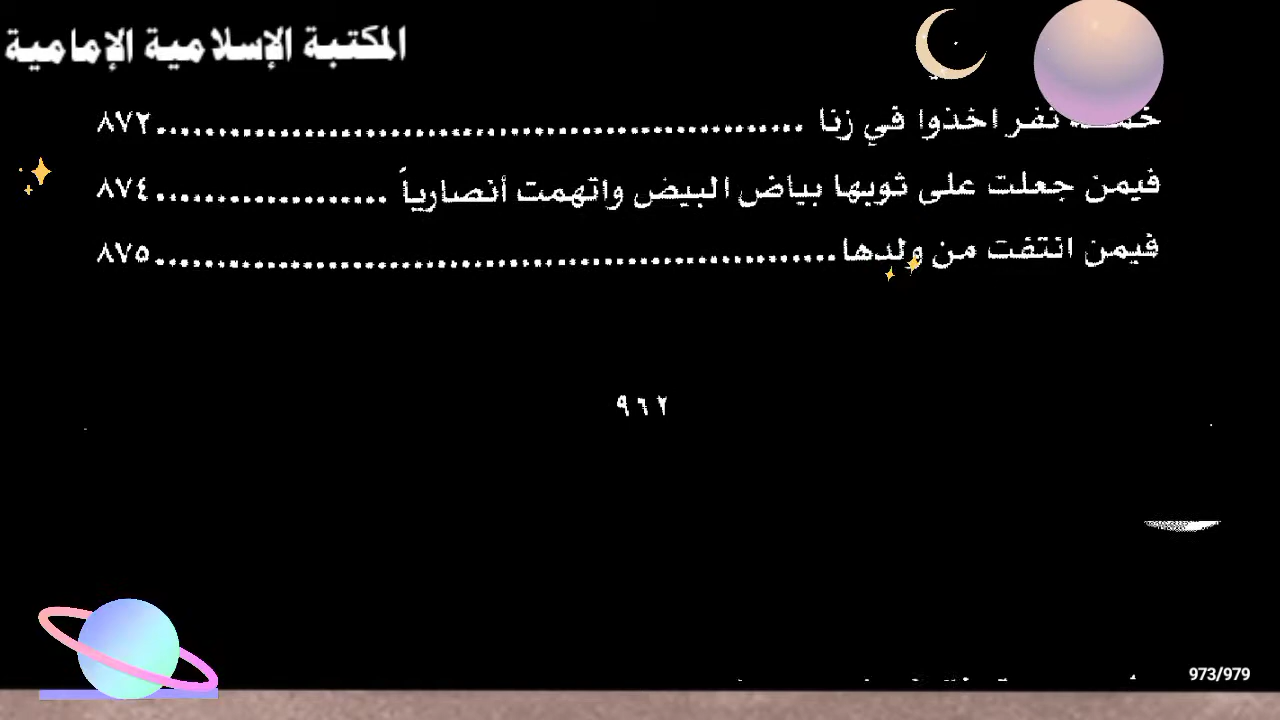 المكتبة الإسلامية الإمامية
نفر اخذوا في زنا ........ ٨٧٢
فيمن جعلت على ثوبها بياض البيض واتهمت أنصارياً ........ ٨٧٤
فيمن انتفت من ولدها ........ ٨٧٥
٩٦٢
973/979